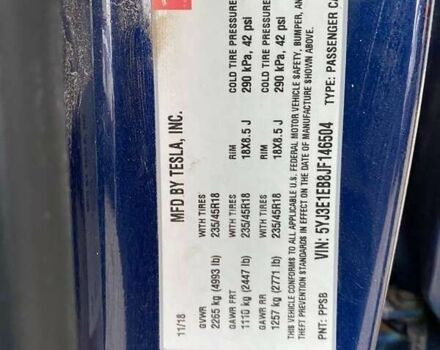 MFD BY TESLA, INC.
11/18
GVWR
2265 kg (4993 lb)
GAWR FRT WITH TIRES RIM COLD TIRE PRESSURE
1110 kg (2447 lb) 235/45R18 18X8.5 J 290 kPa, 42 psi
GAWR RR WITH TIRES RIM COLD TIRE PRESSURE
1257 kg (2771 lb) 235/45R18 18X8.5 J 290 kPa, 42 psi
THIS VEHICLE CONFORMS TO ALL APPLICABLE U.S. FEDERAL MOTOR VEHICLE SAFETY, BUMPER, AND
THEFT PREVENTION STANDARDS IN EFFECT ON THE DATE OF MANUFACTURE SHOWN ABOVE.
VIN: 5YJ3E1EB8JF146504
PNT: PPSB TYPE: PASSENGER CA